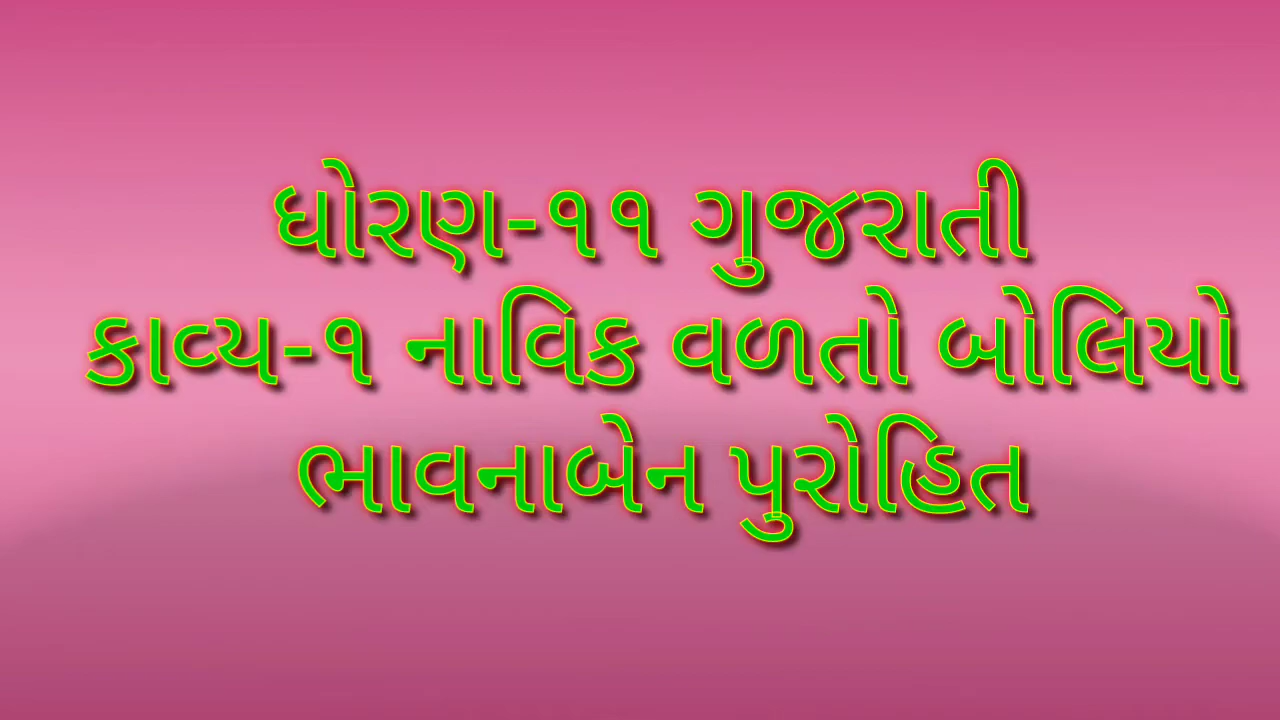 ધોરણ-૧૧ ગુજરાતી
કાવ્ય-૧ નાવિક વળતો બોલિયો
ભાવનાબેન પુરોહિત